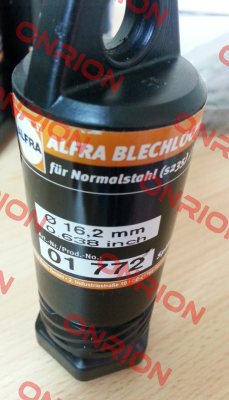 ALFRA
ALFRA BLECHLOC
für Normalstahl (S235)
Ø 16,2 mm
0.638 inch
Art.-Nr./Prod.-No.:
01 772
Industriestraße
ONRION
ONRION
ONRION
ONRION
ONRION
ONRION